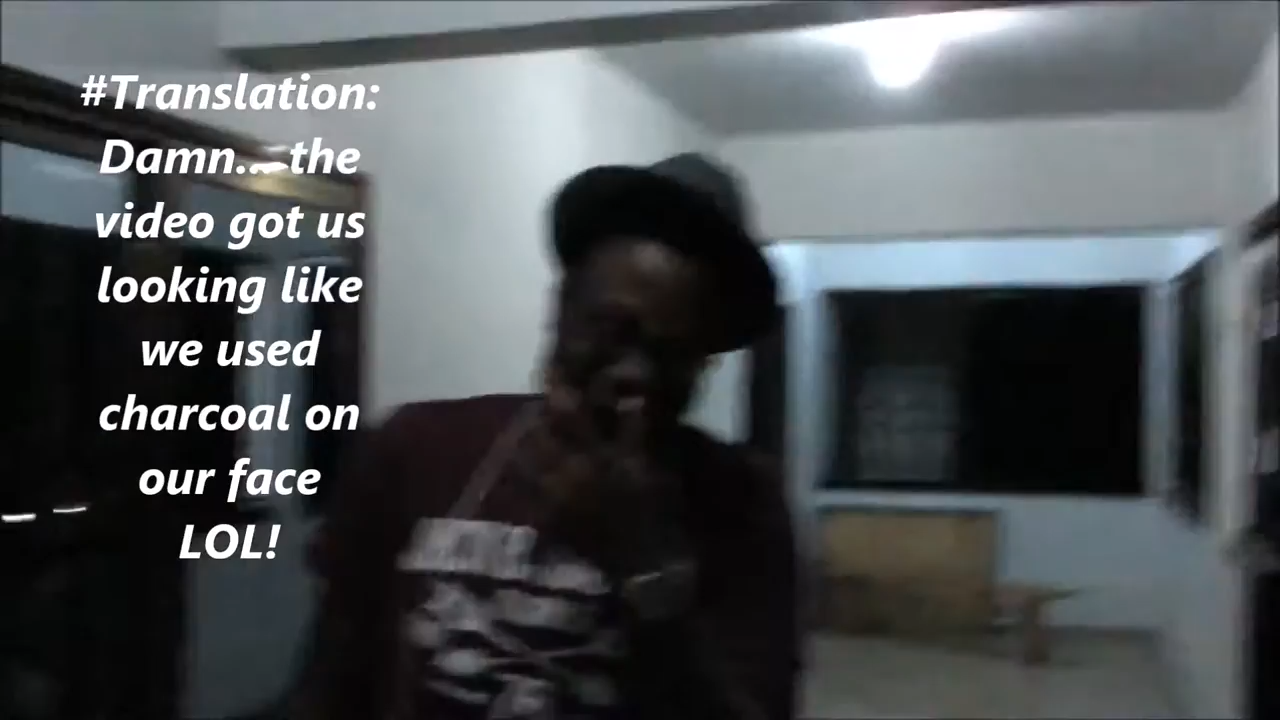 #Translation:
Damn... the
video got us
looking like
we used
charcoal on
our face
LOL!